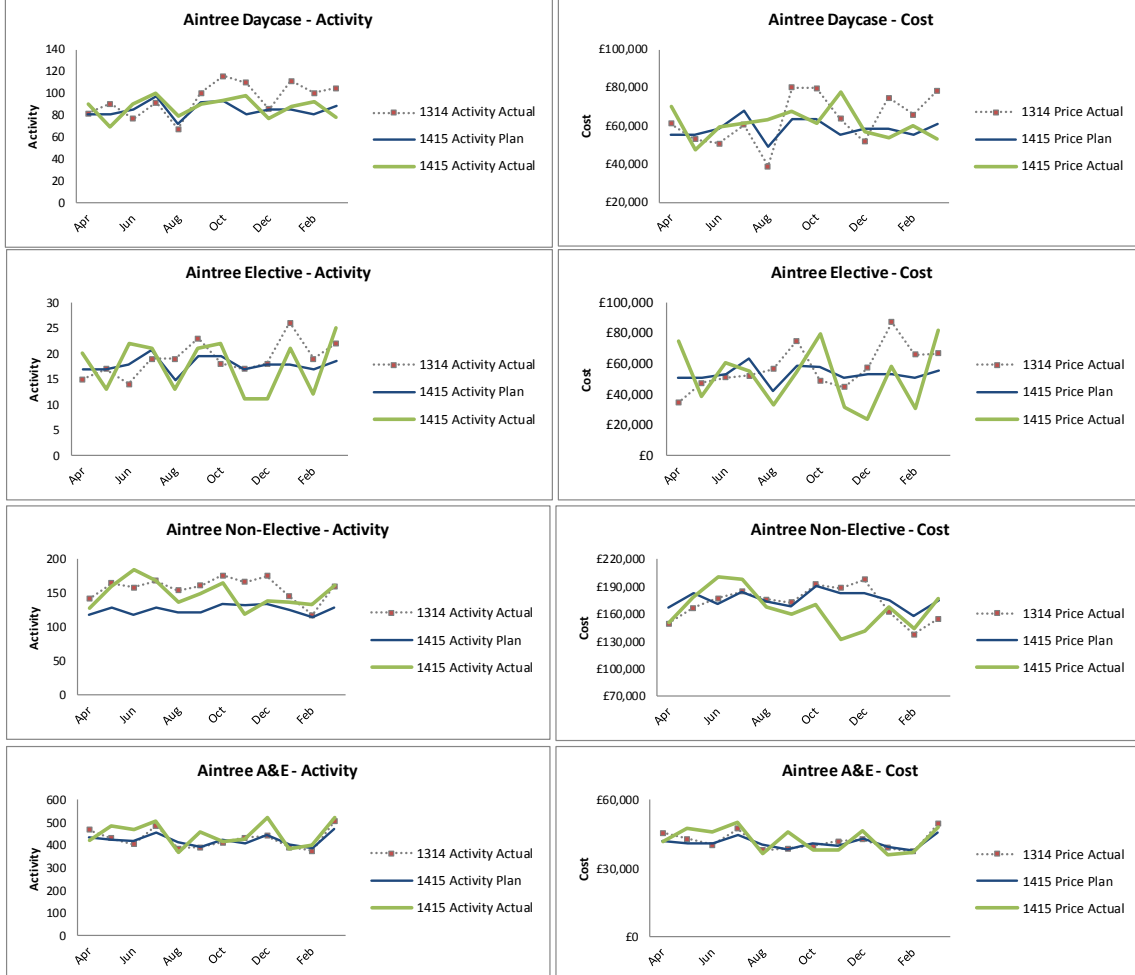 Aintree Daycase - Activity
140
120
100
80
60
40
20
0
Activity
Apr
Jun
Aug
Oct
Dec
Feb
1314 Activity Actual
1415 Activity Plan
1415 Activity Actual
Aintree Daycase - Cost
£100,000
£80,000
£60,000
£40,000
£20,000
Cost
Apr
Jun
Aug
Oct
Dec
Feb
1314 Price Actual
1415 Price Plan
1415 Price Actual
Aintree Elective - Activity
30
25
20
15
10
5
0
Activity
Apr
Jun
Aug
Oct
Dec
Feb
1314 Activity Actual
1415 Activity Plan
1415 Activity Actual
Aintree Elective - Cost
£100,000
£80,000
£60,000
£40,000
£20,000
£0
Cost
Apr
Jun
Aug
Oct
Dec
Feb
1314 Price Actual
1415 Price Plan
1415 Price Actual
Aintree Non-Elective - Activity
200
150
100
50
0
Activity
Apr
Jun
Aug
Oct
Dec
Feb
1314 Activity Actual
1415 Activity Plan
1415 Activity Actual
Aintree Non-Elective - Cost
£220,000
£190,000
£160,000
£130,000
£100,000
£70,000
Cost
Apr
Jun
Aug
Oct
Dec
Feb
1314 Price Actual
1415 Price Plan
1415 Price Actual
Aintree A&E - Activity
600
500
400
300
200
100
0
Activity
Apr
Jun
Aug
Oct
Dec
Feb
1314 Activity Actual
1415 Activity Plan
1415 Activity Actual
Aintree A&E - Cost
£60,000
£30,000
£0
Cost
Apr
Jun
Aug
Oct
Dec
Feb
1314 Price Actual
1415 Price Plan
1415 Price Actual